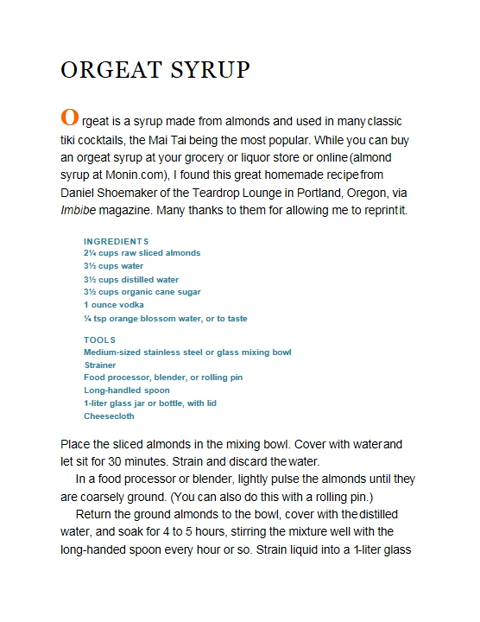 ORGEAT SYRUP
Orgeat is a syrup made from almonds and used in many classic
tiki cocktails, the Mai Tai being the most popular. While you can buy
an orgeat syrup at your grocery or liquor store or online (almond
syrup at Monin.com), I found this great homemade recipe from
Daniel Shoemaker of the Teardrop Lounge in Portland, Oregon, via
Imbibe magazine. Many thanks to them for allowing me to reprint it.
INGREDIENTS
2¼ cups raw sliced almonds
3½ cups water
3½ cups distilled water
3½ cups organic cane sugar
1 ounce vodka
¼ tsp orange blossom water, or to taste
TOOLS
Medium-sized stainless steel or glass mixing bowl
Strainer
Food processor, blender, or rolling pin
Long-handled spoon
1-liter glass jar or bottle, with lid
Cheesecloth
Place the sliced almonds in the mixing bowl. Cover with water and
let sit for 30 minutes. Strain and discard the water.
In a food processor or blender, lightly pulse the almonds until they
are coarsely ground. (You can also do this with a rolling pin.)
Return the ground almonds to the bowl, cover with the distilled
water, and soak for 4 to 5 hours, stirring the mixture well with the
long-handed spoon every hour or so. Strain liquid into a 1-liter glass